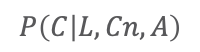 P(C|L, Cn, A)